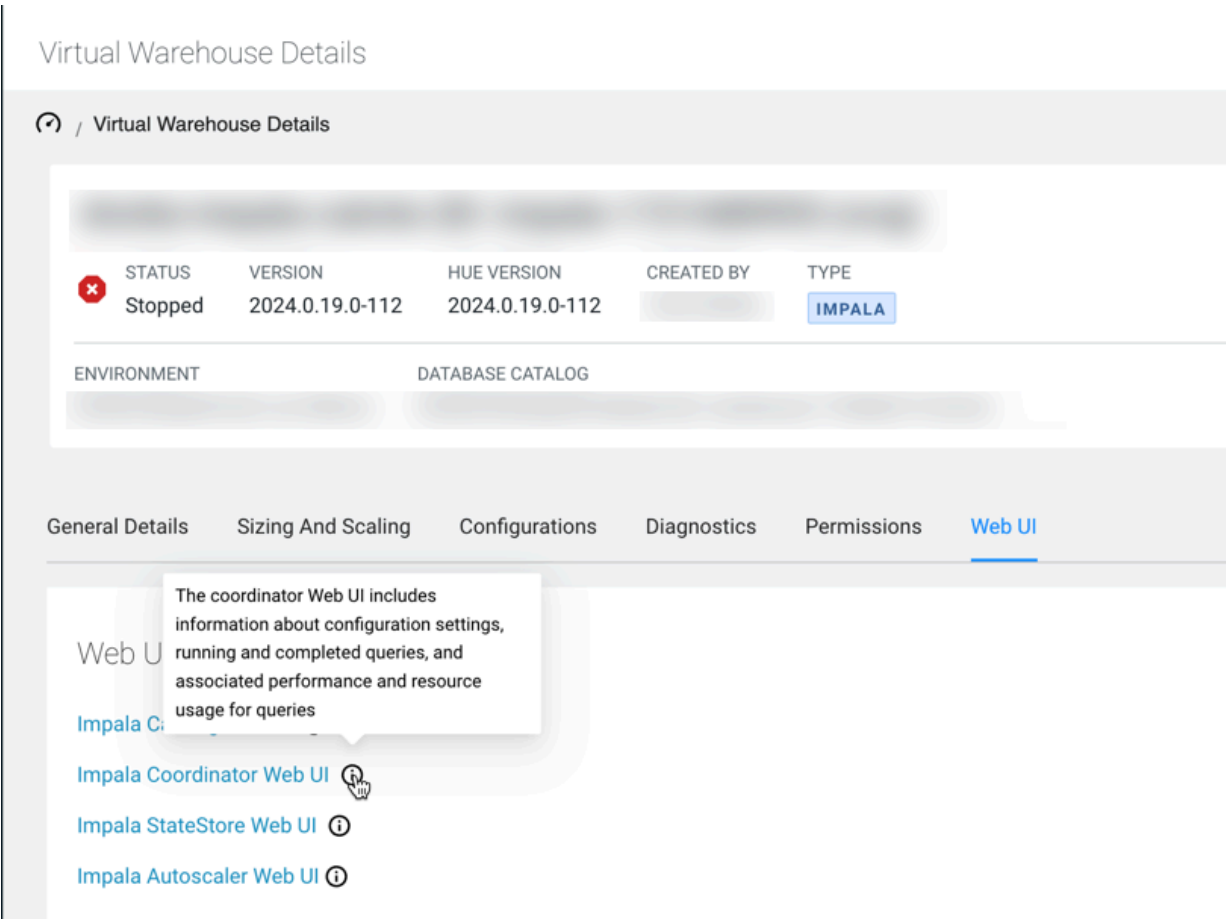 Virtual Warehouse Details
/ Virtual Warehouse Details
STATUS VERSION HUE VERSION CREATED BY TYPE
Stopped 2024.0.19.0-112 2024.0.19.0-112 IMPALA
ENVIRONMENT DATABASE CATALOG
General Details Sizing And Scaling Configurations Diagnostics Permissions Web UI
The coordinator Web UI includes
information about configuration settings,
running and completed queries, and
associated performance and resource
usage for queries
Web
Impala
Impala Coordinator Web UI
Impala StateStore Web UI
Impala Autoscaler Web UI